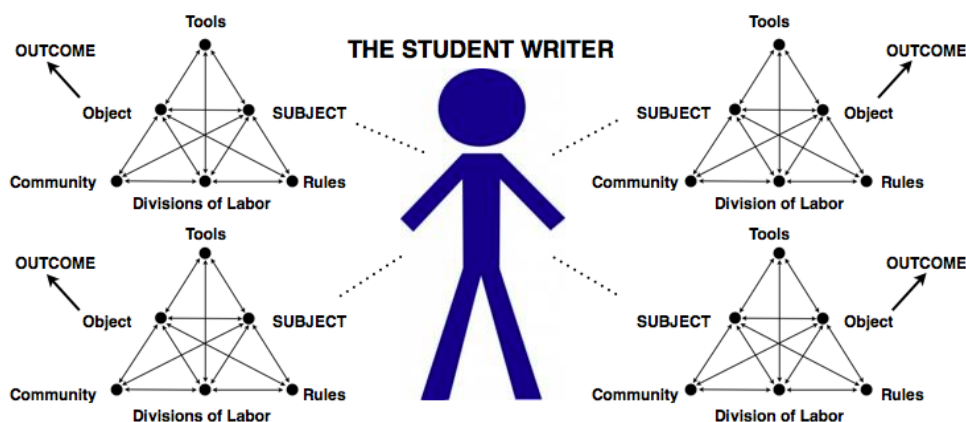 THE STUDENT WRITER
Tools
OUTCOME
Object
SUBJECT
Community
Rules
Divisions of Labor
Tools
OUTCOME
SUBJECT
Object
Community
Rules
Division of Labor
Tools
OUTCOME
Object
SUBJECT
Community
Rules
Divisions of Labor
Tools
OUTCOME
SUBJECT
Object
Community
Rules
Division of Labor